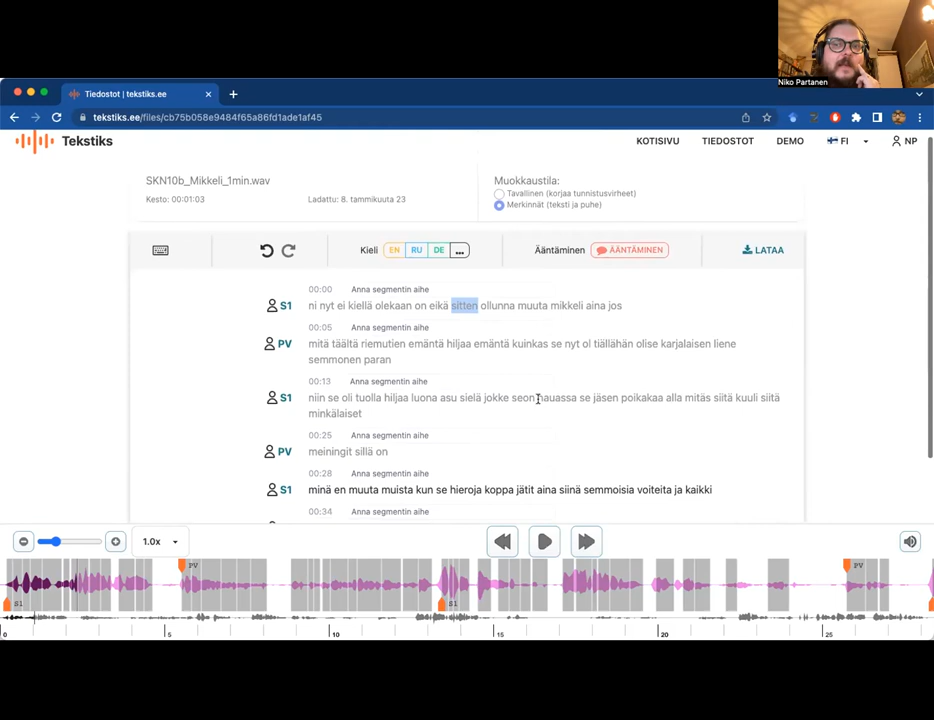 Niko Partanen
Tiedostot | tekstiks.ee
tekstiks.ee/files/cb75b058e9484f65a86fd1ade1af45
Tekstiks
KOTISIVU TIEDOSTOT DEMO FI NP
SKN10b_Mikkeli_1min.wav
Kesto: 00:01:03 Ladattu: 8. tammikuuta 23
Muokkaustila:
Tavallinen (korjaa tunnistusvirheet)
Merkinnät (teksti ja puhe)
Kieli EN RU DE ... Ääntäminen ÄÄNTÄMINEN LATAA
00:00 Anna segmentin aihe
S1 ni nyt ei kiellä olekaan on eikä sitten ollunna muuta mikkeli aina jos
00:05 Anna segmentin aihe
PV mitä täältä riemutien emäntä hiljaa emäntä kuinkas se nyt ol tiällähän olise karjalaisen liene
semmonen paran
00:13 Anna segmentin aihe
S1 niin se oli tuolla hiljaa luona asu sielä jokke seon hauassa se jäsen poikakaa alla mitäs siitä kuuli siitä
minkälaiset
00:25 Anna segmentin aihe
PV meiningit sillä on
00:28 Anna segmentin aihe
S1 minä en muuta muista kun se hieroja koppa jätit aina siinä semmoisia voiteita ja kaikki
00:34 Anna segmentin aihe
1.0x
PV PV
S1 S1
0 5 10 15 20 25